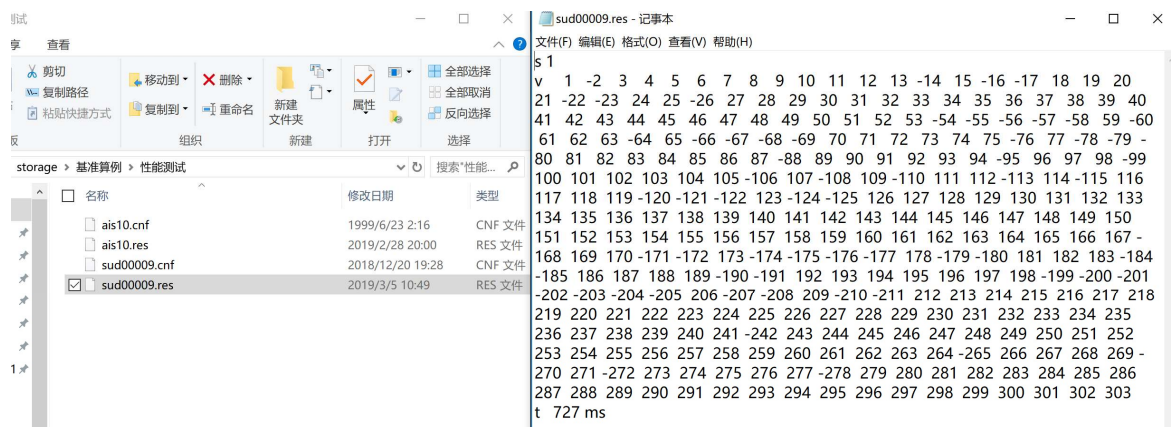 测试
享 查看
剪切
复制路径
粘贴快捷方式
移动到
复制到
删除
重命名
新建
文件夹
属性
全部选择
全部取消
反向选择
板 组织 新建 打开 选择
storage › 基准算例 › 性能测试 搜索"性能...
名称 修改日期 类型
ais10.cnf 1999/6/23 2:16 CNF 文件
ais10.res 2019/2/28 20:00 RES 文件
sud00009.cnf 2018/12/20 19:28 CNF 文件
sud00009.res 2019/3/5 10:49 RES 文件
1
sud00009.res - 记事本
文件(F) 编辑(E) 格式(O) 查看(V) 帮助(H)
s 1
v 1 -2 3 4 5 6 7 8 9 10 11 12 13 -14 15 -16 -17 18 19 20
21 -22 -23 24 25 -26 27 28 29 30 31 32 33 34 35 36 37 38 39 40
41 42 43 44 45 46 47 48 49 50 51 52 53 -54 -55 -56 -57 -58 59 -60
61 62 63 -64 65 -66 -67 -68 -69 70 71 72 73 74 75 -76 77 -78 -79 -
80 81 82 83 84 85 86 87 -88 89 90 91 92 93 94 -95 96 97 98 -99
100 101 102 103 104 105 -106 107 -108 109 -110 111 112 -113 114 -115 116
117 118 119 -120 -121 -122 123 -124 -125 126 127 128 129 130 131 132 133
134 135 136 137 138 139 140 141 142 143 144 145 146 147 148 149 150
151 152 153 154 155 156 157 158 159 160 161 162 163 164 165 166 167 -
168 169 170 -171 -172 173 -174 -175 -176 -177 178 -179 -180 181 182 183 -184
-185 186 187 188 189 -190 -191 192 193 194 195 196 197 198 -199 -200 -201
-202 -203 -204 -205 206 -207 -208 209 -210 -211 212 213 214 215 216 217 218
219 220 221 222 223 224 225 226 227 228 229 230 231 232 233 234 235
236 237 238 239 240 241 -242 243 244 245 246 247 248 249 250 251 252
253 254 255 256 257 258 259 260 261 262 263 264 -265 266 267 268 269 -
270 271 -272 273 274 275 276 277 -278 279 280 281 282 283 284 285 286
287 288 289 290 291 292 293 294 295 296 297 298 299 300 301 302 303
t 727 ms